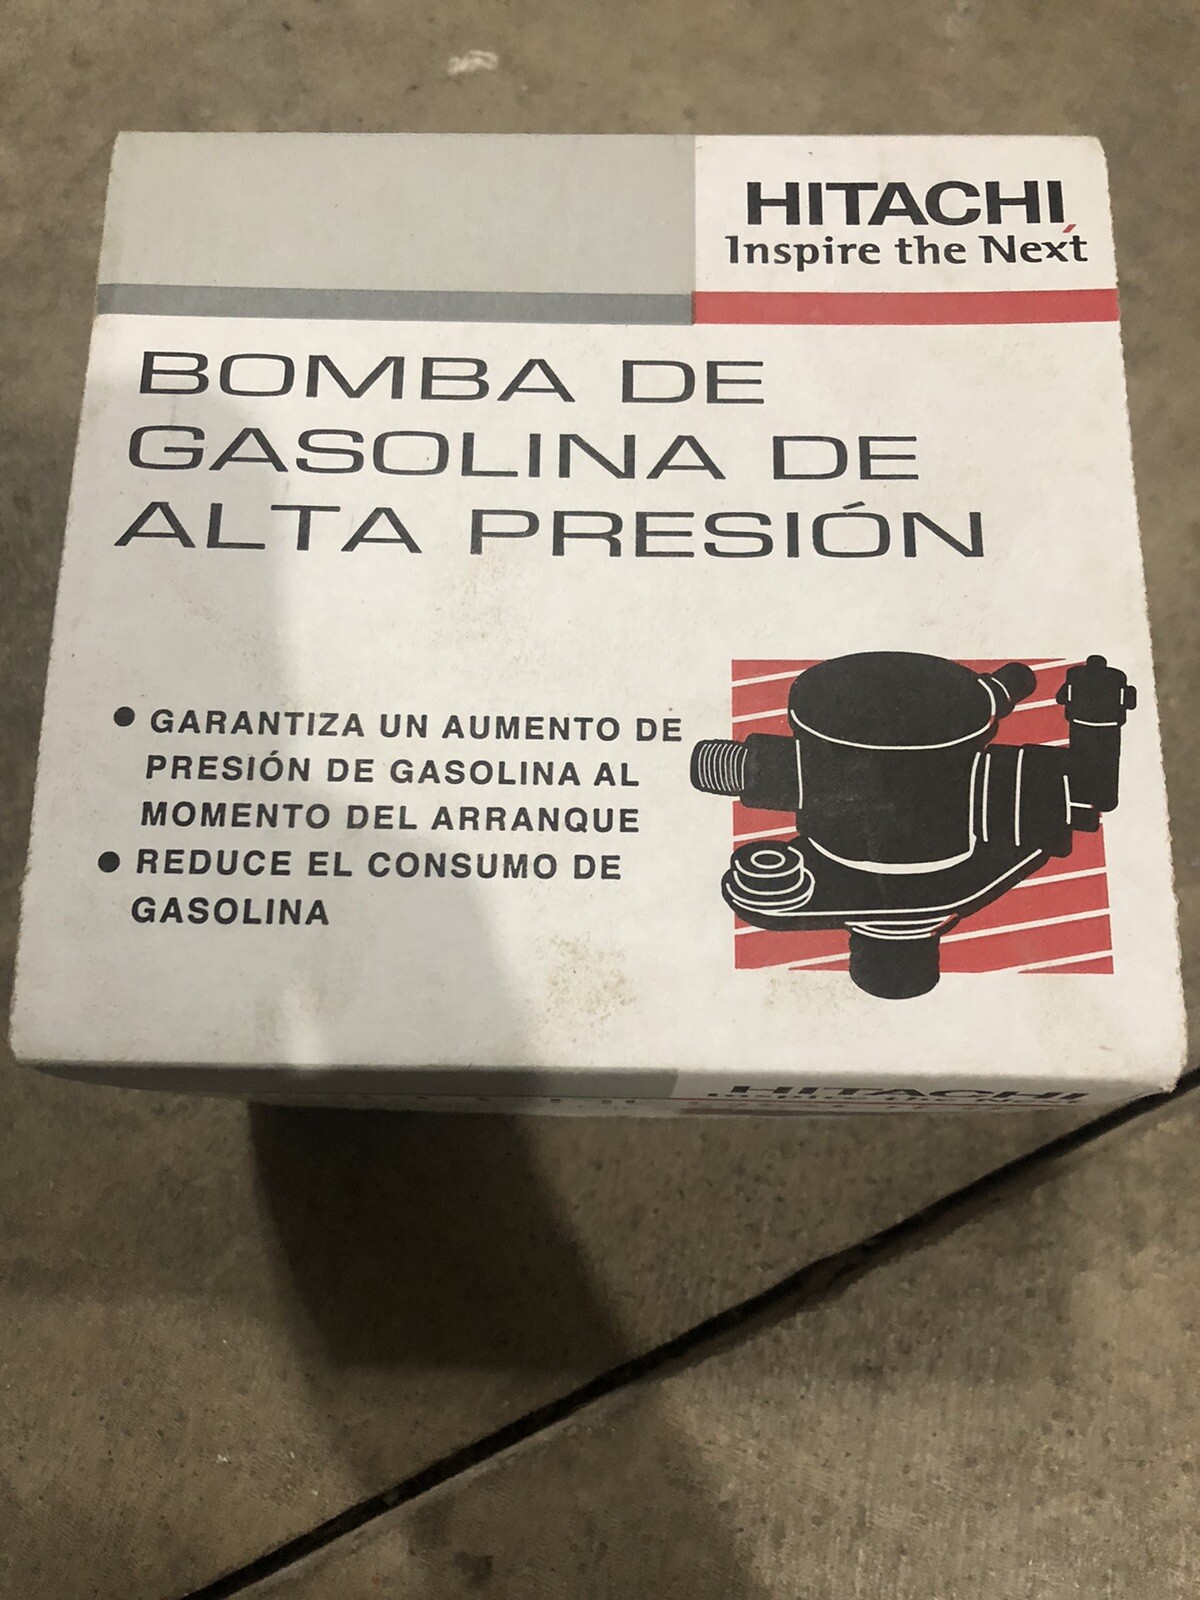 HITACHI
Inspire the Next
BOMBA DE
GASOLINA DE
ALTA PRESIÓN
● GARANTIZA UN AUMENTO DE
PRESIÓN DE GASOLINA AL
MOMENTO DEL ARRANQUE
● REDUCE EL CONSUMO DE
GASOLINA
HITACHI